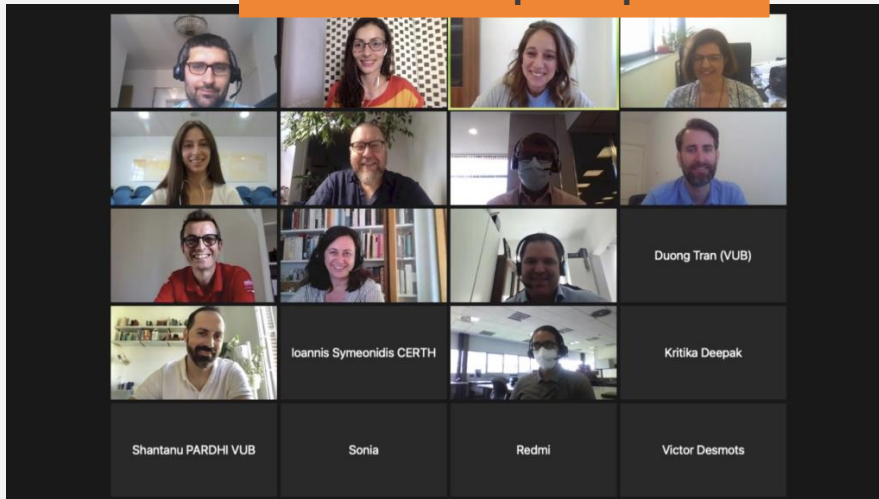 Duong Tran (VUB)
Ioannis Symeonidis CERTH
Kritika Deepak
Shantanu PARDHI VUB
Sonia
Redmi
Victor Desmots